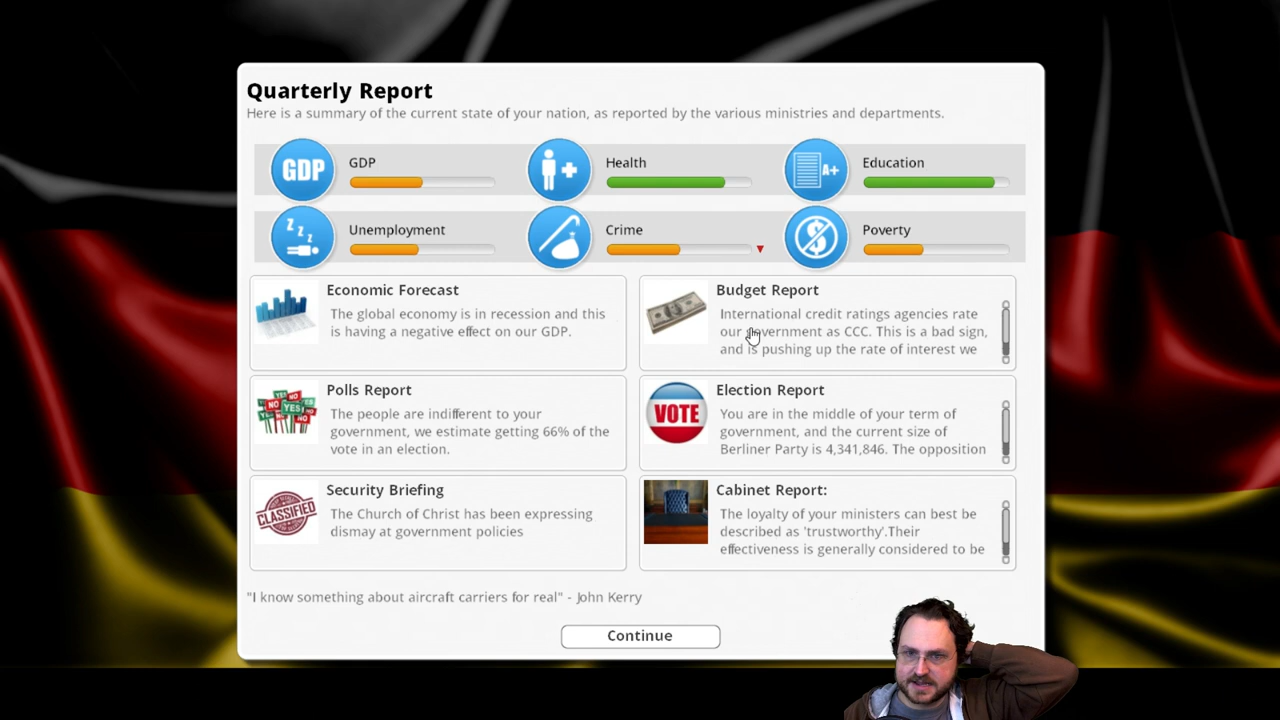 Quarterly Report
Here is a summary of the current state of your nation, as reported by the various ministries and departments.
GDP
GDP
Health
A+
Education
Z Z Z
Unemployment
Crime
$
Poverty
Economic Forecast
The global economy is in recession and this
is having a negative effect on our GDP.
Budget Report
International credit ratings agencies rate
our government as CCC. This is a bad sign,
and is pushing up the rate of interest we
NO YES NO
Polls Report
The people are indifferent to your
government, we estimate getting 66% of the
vote in an election.
VOTE
Election Report
You are in the middle of your term of
government, and the current size of
Berliner Party is 4,341,846. The opposition
CLASSIFIED
Security Briefing
The Church of Christ has been expressing
dismay at government policies
Cabinet Report:
The loyalty of your ministers can best be
described as 'trustworthy'.Their
effectiveness is generally considered to be
"I know something about aircraft carriers for real" - John Kerry
Continue